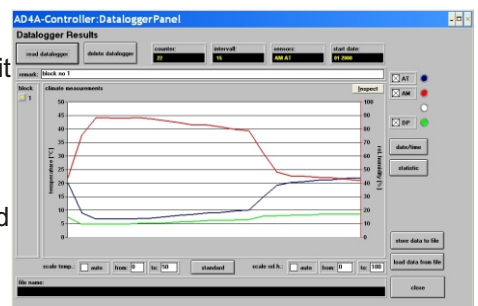 AD4A-Controller:DataloggerPanel
Datalogger Results
read datalogger
delete datalogger
counter:
22
intervall:
15
sensors:
AM AT
start date:
01 2000
it
remark:
block no 1
block
1
climate measurements
Inspect
AT
AM
DP
50
45
40
35
30
25
20
15
10
5
0
temperature [°C]
100
90
80
70
60
50
40
30
20
10
0
rel. humidity [%]
date/time
statistic
d
store data to file
load data from file
close
scale temp.:
auto
from: 0
to: 50
standard
scale rel.h.:
auto
from: 0
to: 100
file name: